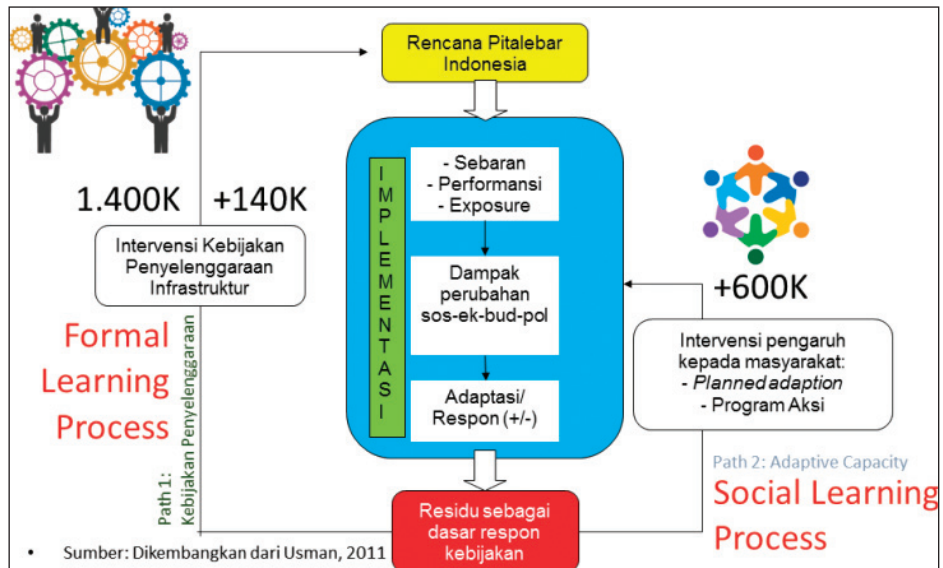 Rencana Pitalebar
Indonesia
I
M
P
L
E
M
E
N
T
A
S
I
- Sebaran
- Performansi
- Exposure
Dampak
perubahan
sos-ek-bud-pol
Adaptasi/
Respon (+/-)
1.400K +140K
Intervensi Kebijakan
Penyelenggaraan
Infrastruktur
Formal
Learning
Process
Path 1:
Kebijakan Penyelenggaraan
+600K
Intervensi pengaruh
kepada masyarakat:
- Planned adaption
- Program Aksi
Path 2: Adaptive Capacity
Social Learning
Process
Residu sebagai
dasar respon
kebijakan
• Sumber: Dikembangkan dari Usman, 2011